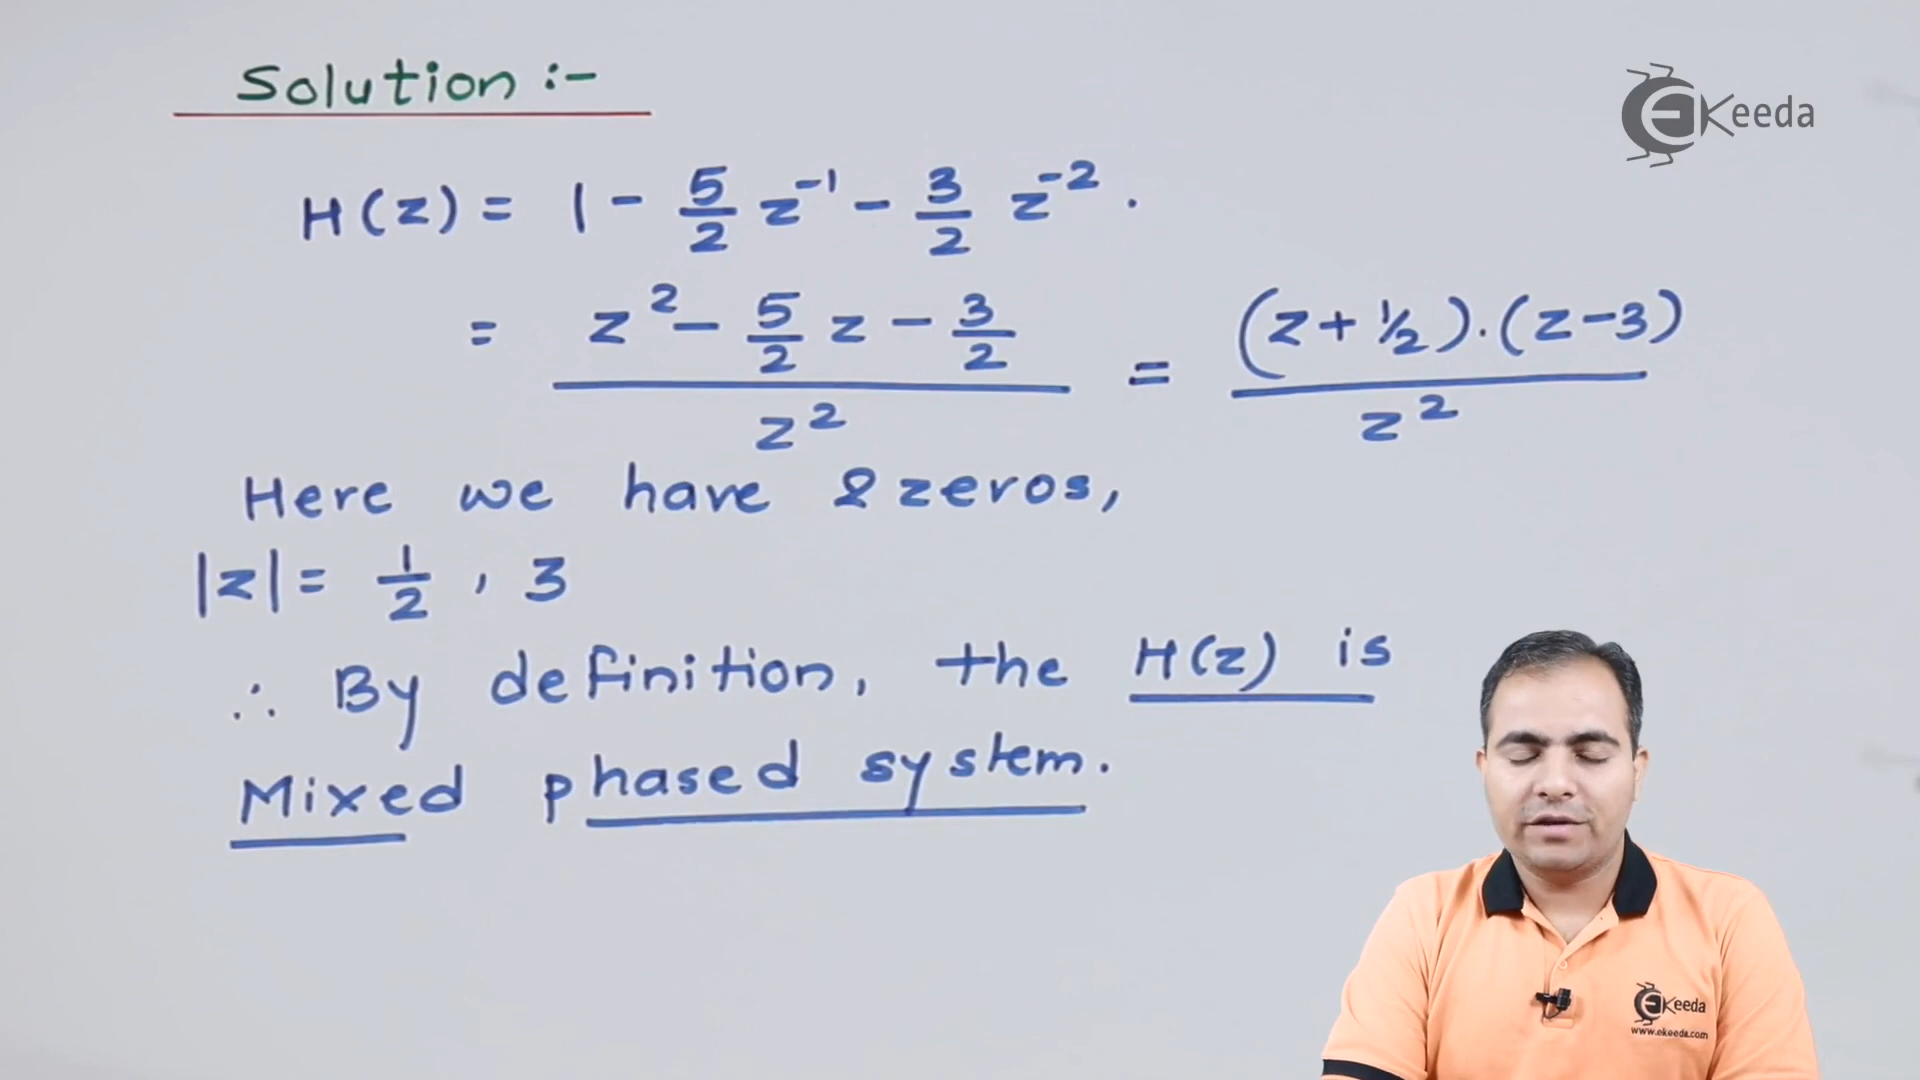 Solution :-
EKeeda
H(z) = 1 - 5/2 z^-1 - 3/2 z^-2 .
= (z^2 - 5/2 z - 3/2) / z^2 = (z + 1/2) . (z - 3) / z^2
Here we have 2 zeros,
|z| = 1/2 , 3
∴ By definition, the H(z) is
Mixed phased system.
EKeeda
www.ekeeda.com